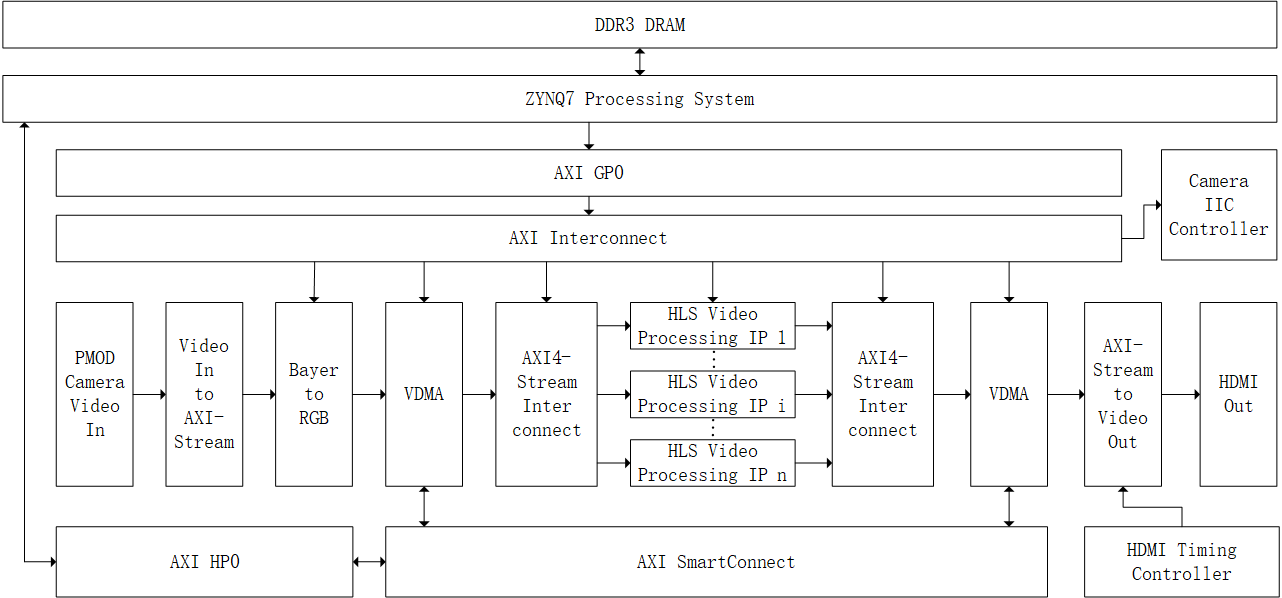 DDR3 DRAM
ZYNQ7 Processing System
AXI GP0
Camera
IIC
Controller
AXI Interconnect
PMOD
Camera
Video
In
Video
In
to
AXI-
Stream
Bayer
to
RGB
VDMA
AXI4-
Stream
Inter
connect
HLS Video
Processing IP 1
HLS Video
Processing IP i
HLS Video
Processing IP n
AXI4-
Stream
Inter
connect
VDMA
AXI-
Stream
to
Video
Out
HDMI
Out
AXI HP0
AXI SmartConnect
HDMI Timing
Controller